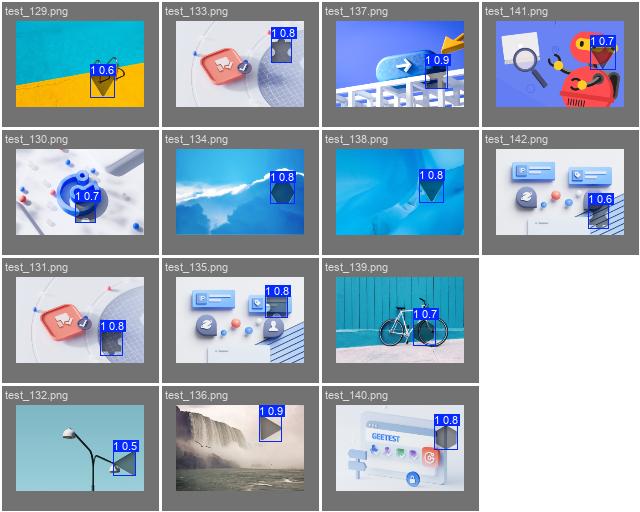 test_129.png
1 0.6
test_133.png
1 0.8
test_137.png
1 0.9
test_141.png
1 0.7
test_130.png
1 0.7
test_134.png
1 0.8
test_138.png
1 0.8
test_142.png
1 0.6
test_131.png
1 0.8
test_135.png
1 0.8
test_139.png
1 0.7
test_132.png
1 0.5
test_136.png
1 0.9
test_140.png
1 0.8
GEETEST